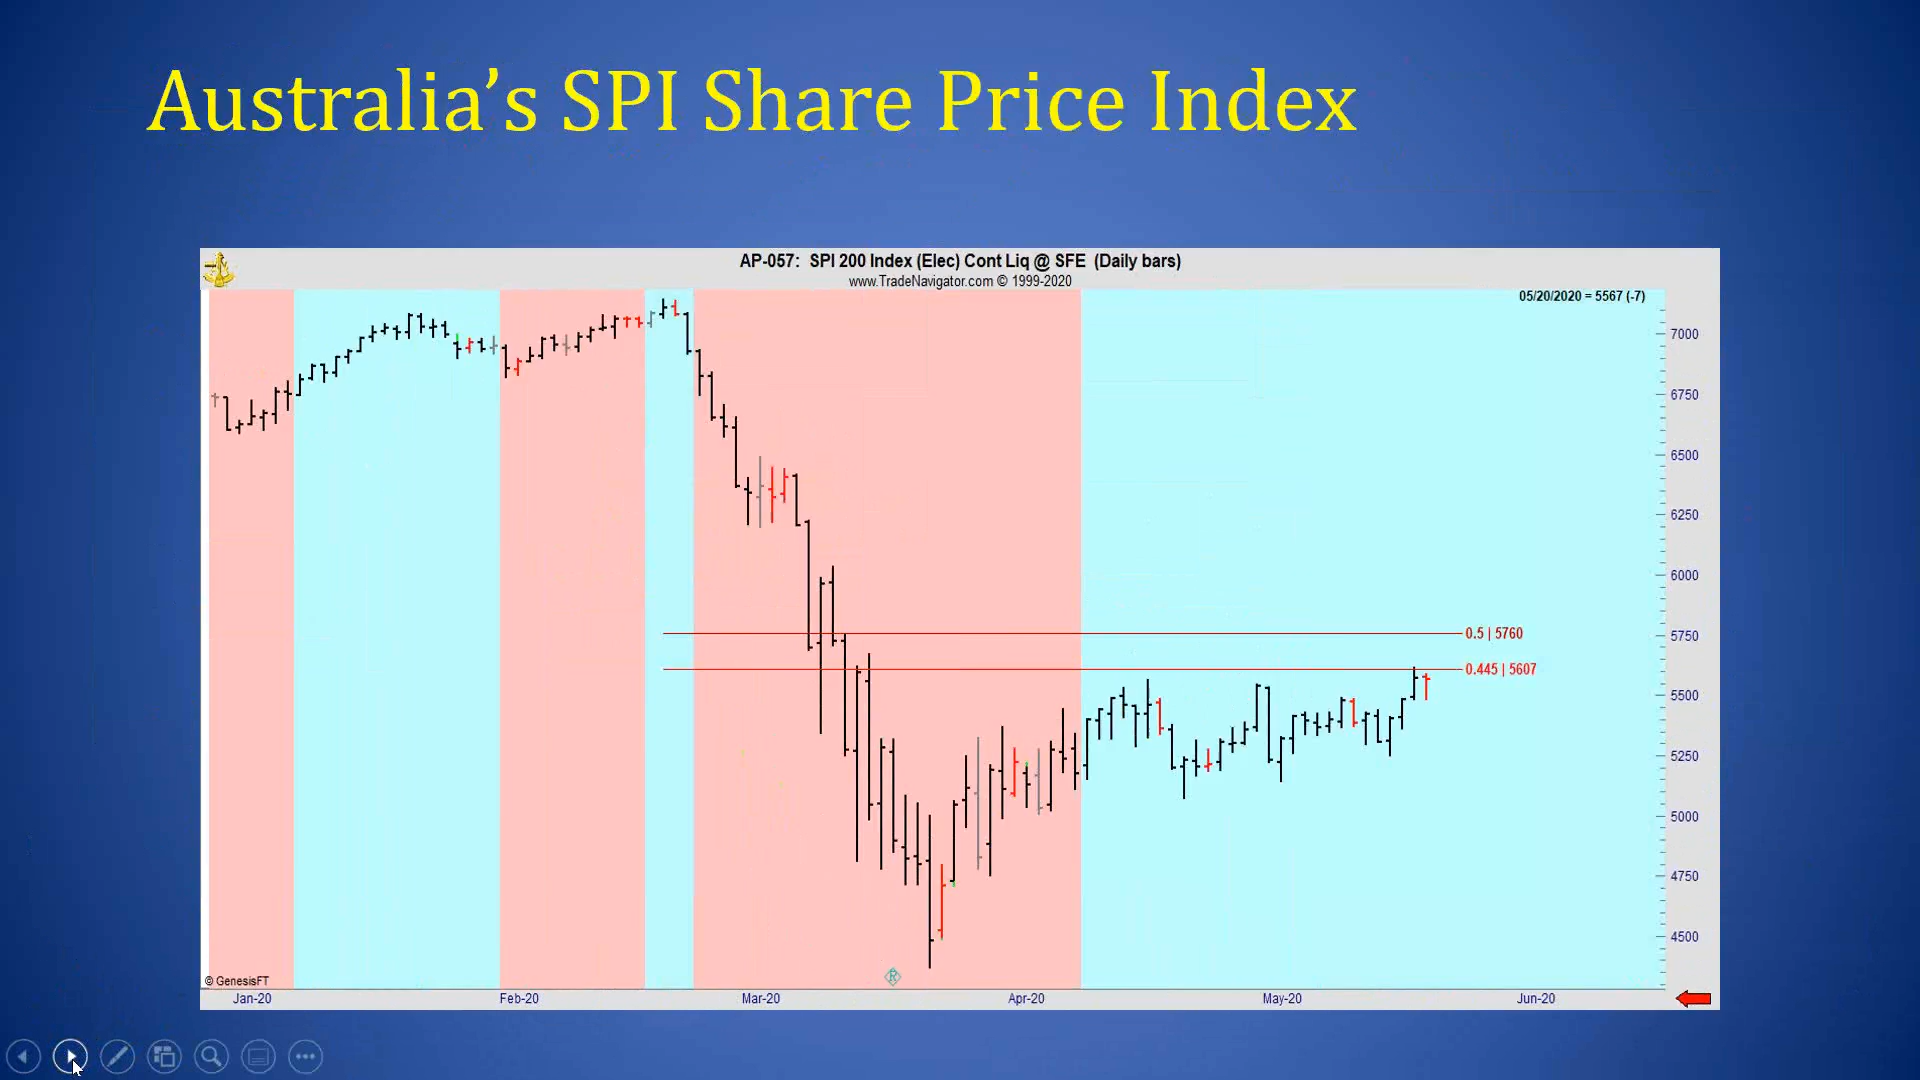 Australia’s SPI Share Price Index
AP-057: SPI 200 Index (Elec) Cont Liq @ SFE (Daily bars)
www.TradeNavigator.com © 1999-2020
05/20/2020 = 5567 (-7)
7000
6750
6500
6250
6000
0.5 | 5760
5750
0.445 | 5607
5500
5250
5000
4750
4500
R
© GenesisFT
Jan-20 Feb-20 Mar-20 Apr-20 May-20 Jun-20